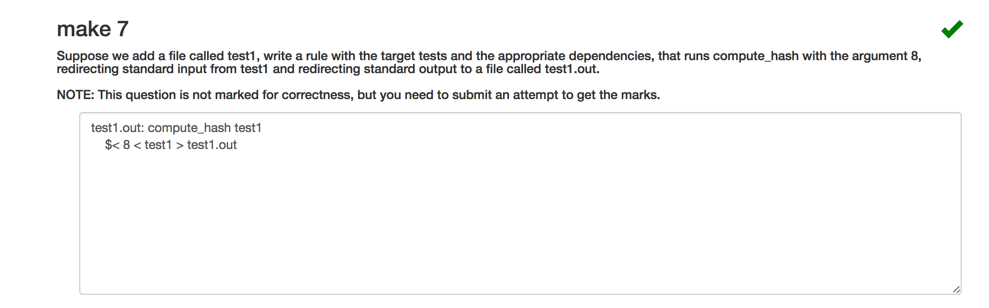 make 7
Suppose we add a file called test1, write a rule with the target tests and the appropriate dependencies, that runs compute_hash with the argument 8,
redirecting standard input from test1 and redirecting standard output to a file called test1.out.
NOTE: This question is not marked for correctness, but you need to submit an attempt to get the marks.
test1.out: compute_hash test1
$< 8 < test1 > test1.out